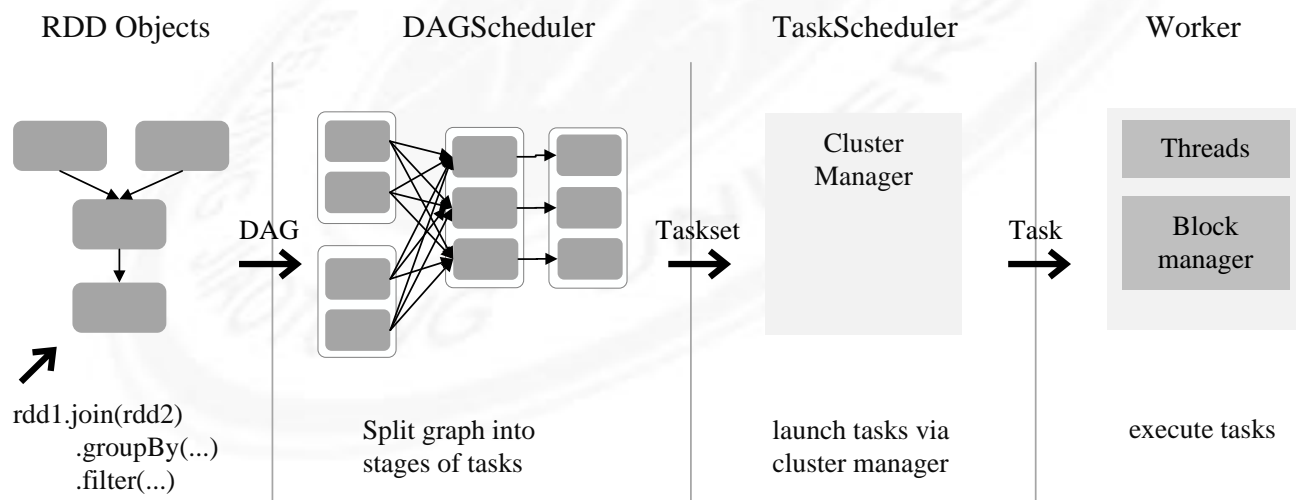 RDD Objects
DAGScheduler
TaskScheduler
Worker
Cluster
Manager
Threads
Block
manager
DAG
Taskset
Task
rdd1.join(rdd2)
.groupBy(...)
.filter(...)
Split graph into
stages of tasks
launch tasks via
cluster manager
execute tasks